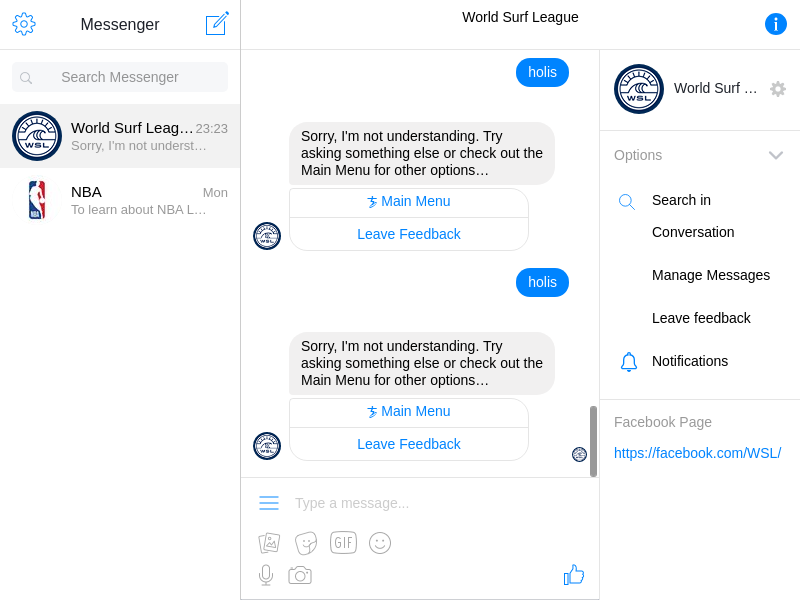 Messenger
World Surf League
Search Messenger
World Surf Leag… 23:23
Sorry, I'm not underst…
NBA Mon
To learn about NBA L…
holis
Sorry, I'm not understanding. Try
asking something else or check out the
Main Menu for other options…
Main Menu
Leave Feedback
holis
Sorry, I'm not understanding. Try
asking something else or check out the
Main Menu for other options…
Main Menu
Leave Feedback
Type a message...
GIF
WSL
World Surf …
Options
Search in
Conversation
Manage Messages
Leave feedback
Notifications
Facebook Page
https://facebook.com/WSL/